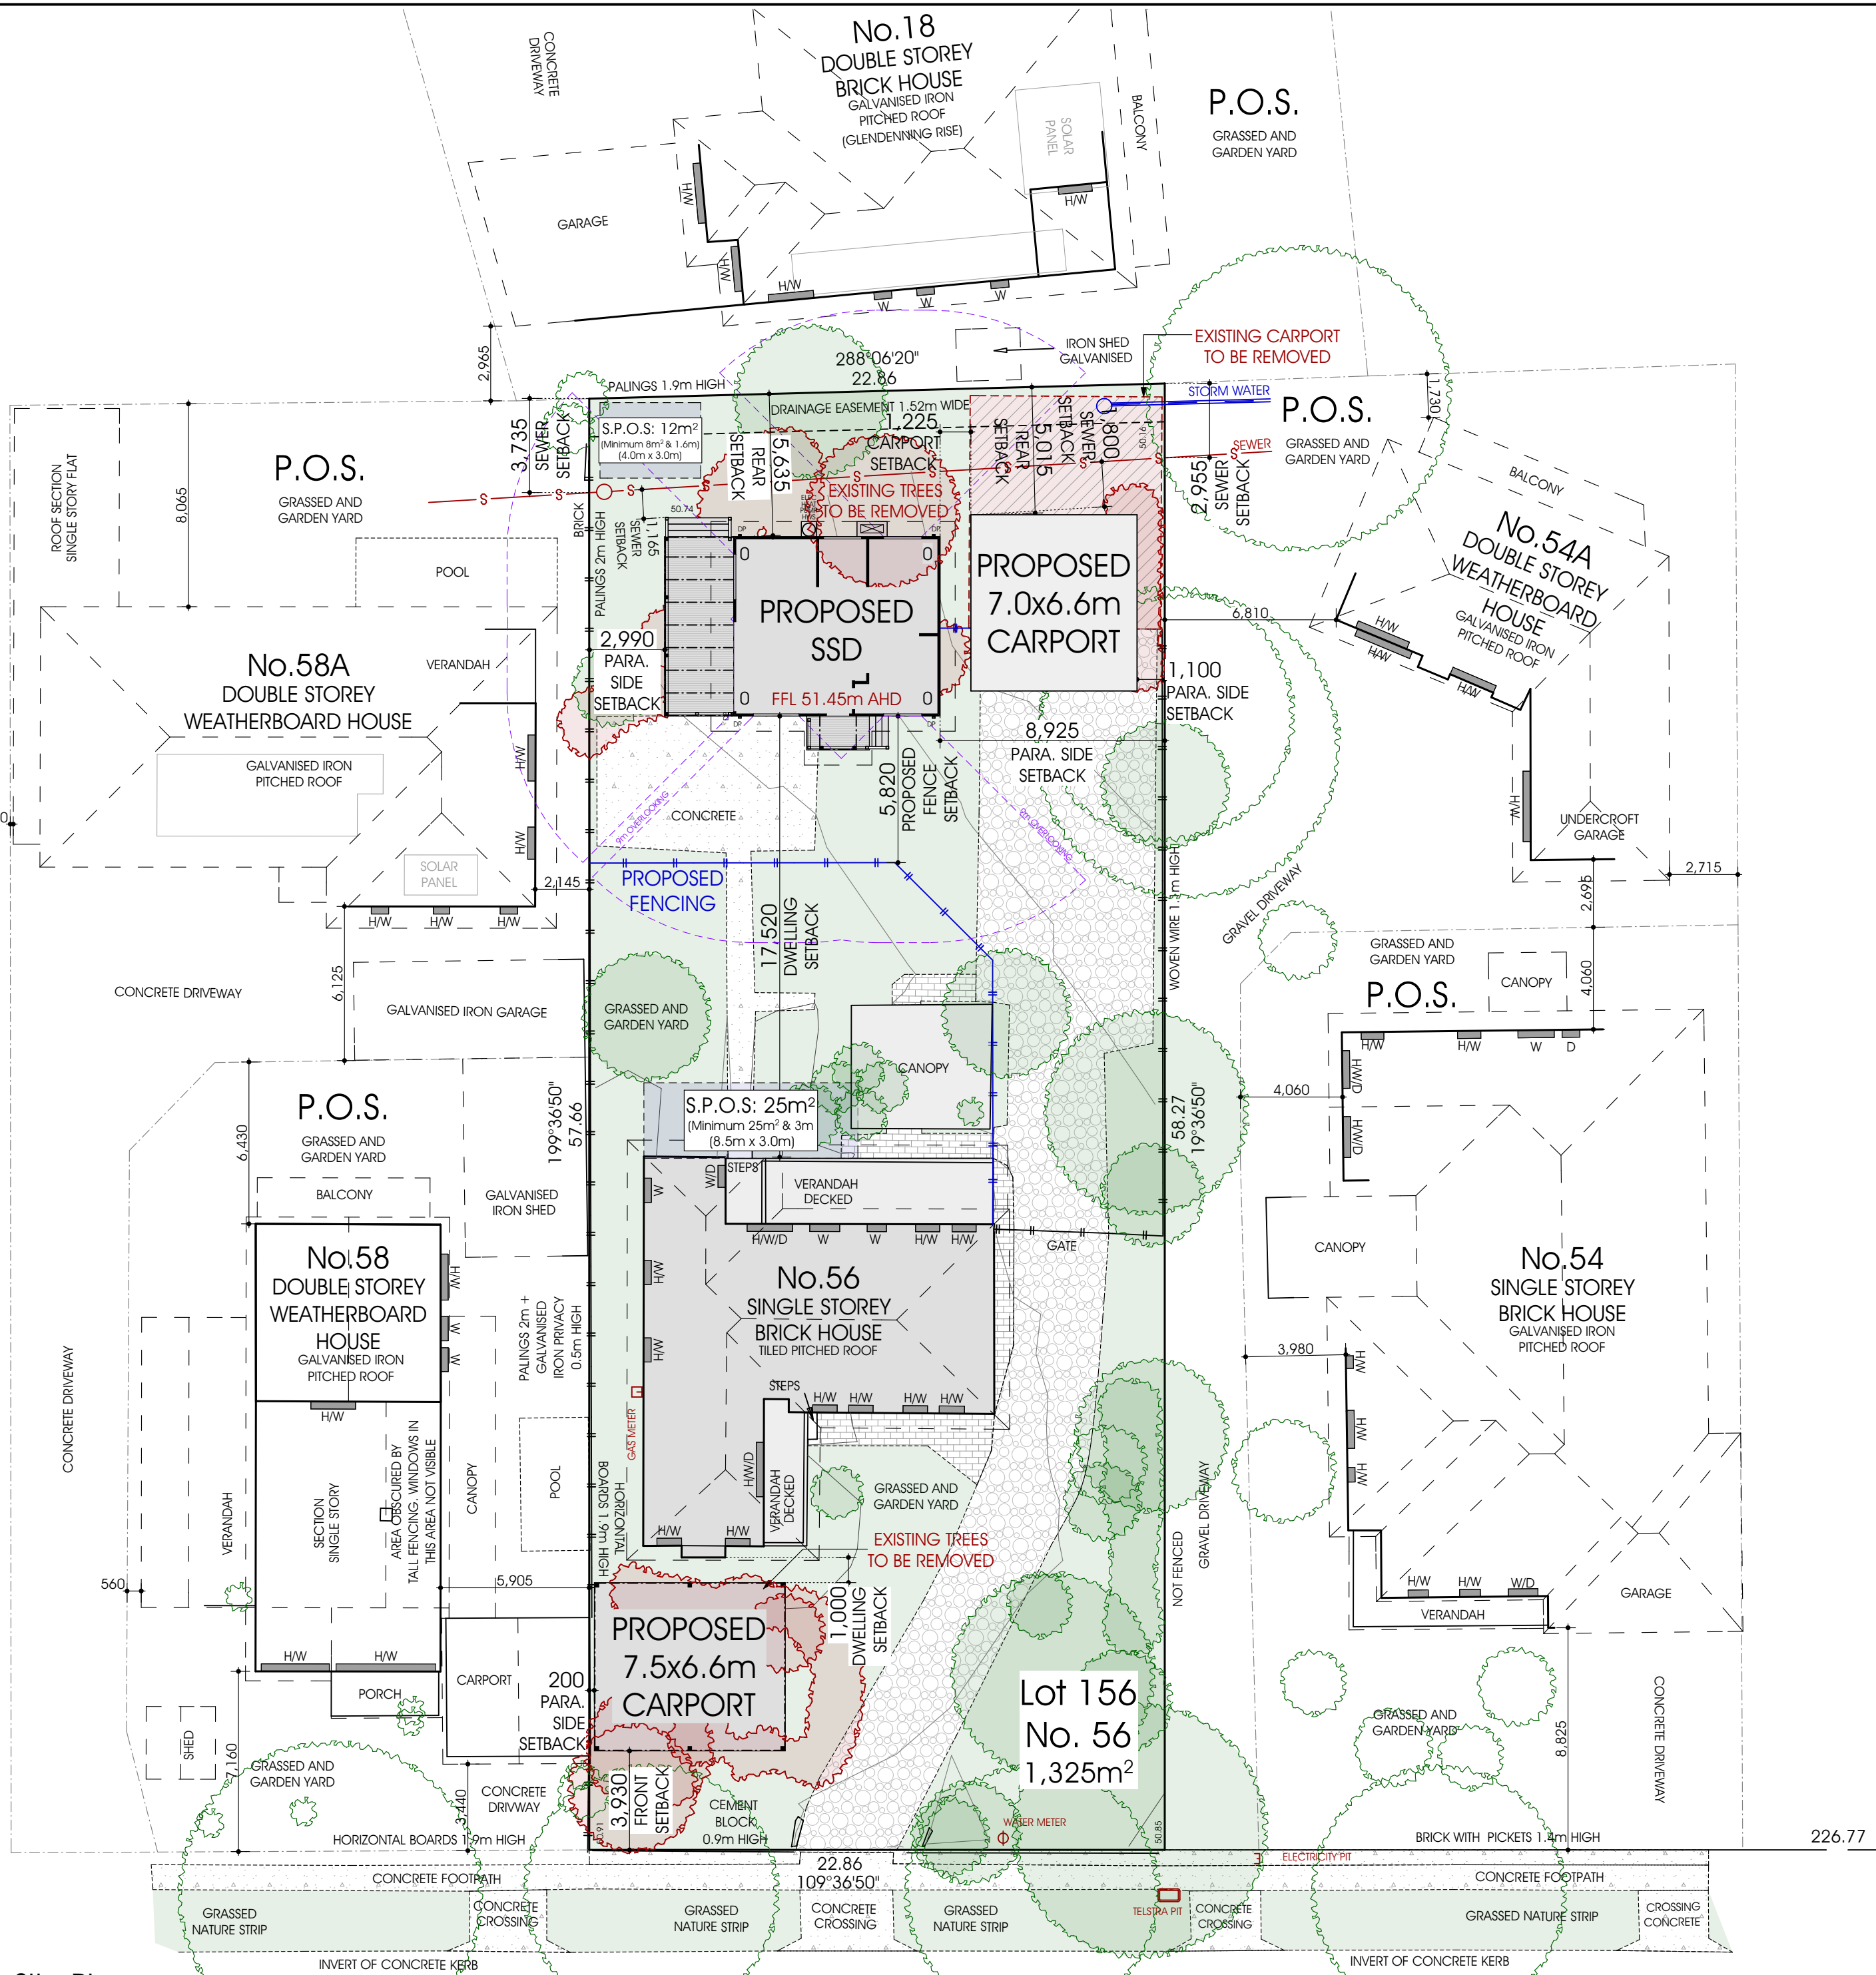 No.18
DOUBLE STOREY
BRICK HOUSE
GALVANISED IRON
PITCHED ROOF
(GLENDENNING RISE)
CONCRETE
DRIVEWAY
SOLAR
PANEL
BALCONY
P.O.S.
GRASSED AND
GARDEN YARD
GARAGE
H/W
H/W
H/W
H/W
W
W
W
2,965
288°06'20"
22.86
IRON SHED
GALVANISED
EXISTING CARPORT
TO BE REMOVED
PALINGS 1.9m HIGH
DRAINAGE EASEMENT 1.52m WIDE
STORM WATER
SEWER
P.O.S.
GRASSED AND
GARDEN YARD
1,730
BALCONY
ROOF SECTION
SINGLE STORY FLAT
8,065
P.O.S.
GRASSED AND
GARDEN YARD
POOL
3,735
SEWER
SETBACK
S.P.O.S: 12m²
(Minimum 8m² & 1.6m)
(4.0m x 3.0m)
5,635
REAR
SETBACK
1,225
CARPORT
SETBACK
5,015
REAR
SETBACK
1,800
SEWER
SETBACK
50.16
2,955
SEWER
SETBACK
S
S
S
S
S
S
S
S
S
EXISTING TREES
TO BE REMOVED
BRICK
PALINGS 2m HIGH
50.74
1,165
SEWER
SETBACK
DP
DP
DP
DP
0
0
0
0
PROPOSED
SSD
FFL 51.45m AHD
PROPOSED
7.0x6.6m
CARPORT
2,990
PARA.
SIDE
SETBACK
1,100
PARA. SIDE
SETBACK
8,925
PARA. SIDE
SETBACK
6,810
No.54A
DOUBLE STOREY
WEATHERBOARD
HOUSE
GALVANISED IRON
PITCHED ROOF
H/W
H/W
H/W
H/W
H/W
UNDERCROFT
GARAGE
2,715
2,695
No.58A
DOUBLE STOREY
WEATHERBOARD HOUSE
VERANDAH
GALVANISED IRON
PITCHED ROOF
SOLAR
PANEL
H/W
H/W
H/W
H/W
H/W
0
2,145
5,820
PROPOSED
FENCE
SETBACK
CONCRETE
9m OVERLOOKING
9m OVERLOOKING
PROPOSED
FENCING
17,520
DWELLING
SETBACK
GRAVEL DRIVEWAY
GRASSED AND
GARDEN YARD
CANOPY
P.O.S.
4,060
6,125
CONCRETE DRIVEWAY
GALVANISED IRON GARAGE
GRASSED AND
GARDEN YARD
CANOPY
P.O.S.
GRASSED AND
GARDEN YARD
6,430
199°36'50"
57.66
S.P.O.S: 25m²
(Minimum 25m² & 3m
(8.5m x 3.0m)
58.27
19°36'50"
4,060
H/W
H/W
W
D
H/W/D
H/W/D
BALCONY
GALVANISED
IRON SHED
W
W/D
STEPS
VERANDAH
DECKED
H/W/D
W
W
H/W
H/W
GATE
CANOPY
No.58
DOUBLE STOREY
WEATHERBOARD
HOUSE
GALVANISED IRON
PITCHED ROOF
H/W
H/W
W
W
PALINGS 2m +
GALVANISED
IRON PRIVACY
0.5m HIGH
H/W
H/W
No.56
SINGLE STOREY
BRICK HOUSE
TILED PITCHED ROOF
STEPS
H/W
H/W
H/W
H/W
GAS METER
No.54
SINGLE STOREY
BRICK HOUSE
GALVANISED IRON
PITCHED ROOF
3,980
H/W
H/W
H/W
CONCRETE DRIVEWAY
VERANDAH
SECTION
SINGLE STORY
AREA OBSCURED BY
TALL FENCING. WINDOWS IN
THIS AREA NOT VISIBLE
CANOPY
POOL
HORIZONTAL
BOARDS 1.9m HIGH
H/W/D
VERANDAH
DECKED
GRASSED AND
GARDEN YARD
EXISTING TREES
TO BE REMOVED
H/W
H/W
NOT FENCED
GRAVEL DRIVEWAY
H/W
H/W
W/D
VERANDAH
GARAGE
560
5,905
1,000
DWELLING
SETBACK
PROPOSED
7.5x6.6m
CARPORT
H/W
H/W
PORCH
CARPORT
200
PARA.
SIDE
SETBACK
Lot 156
No. 56
1,325m²
SHED
7,160
GRASSED AND
GARDEN YARD
3,440
CONCRETE
DRIVWAY
3,930
FRONT
SETBACK
CEMENT
BLOCK
0.9m HIGH
WATER METER
50.85
GRASSED AND
GARDEN YARD
8,825
CONCRETE DRIVEWAY
HORIZONTAL BOARDS 1.9m HIGH
BRICK WITH PICKETS 1.4m HIGH
226.77
22.86
109°36'50"
ELECTRICITY PIT
CONCRETE FOOTPATH
CONCRETE FOOTPATH
GRASSED
NATURE STRIP
CONCRETE
CROSSING
GRASSED
NATURE STRIP
CONCRETE
CROSSING
GRASSED
NATURE STRIP
TELSTRA PIT
CONCRETE
CROSSING
GRASSED NATURE STRIP
CROSSING
CONCRETE
INVERT OF CONCRETE KERB
INVERT OF CONCRETE KERB